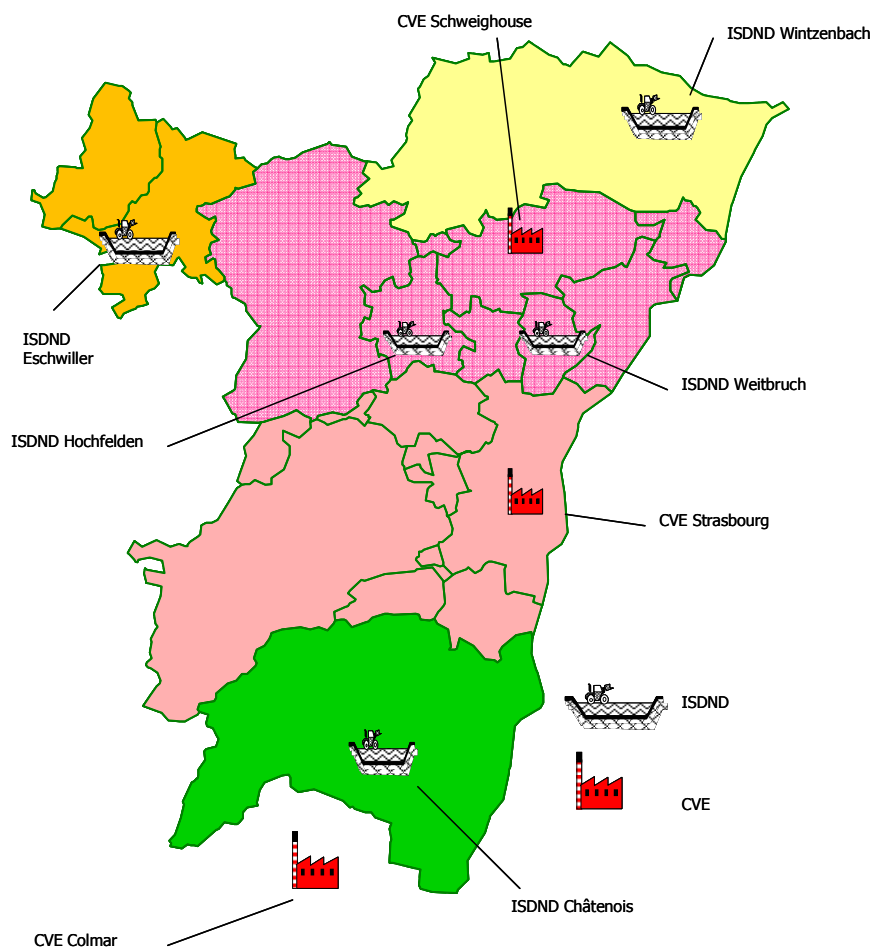 CVE Schweighouse
ISDND Wintzenbach
ISDND
Eschwiller
ISDND Weitbruch
ISDND Hochfelden
CVE Strasbourg
ISDND
CVE
ISDND Châtenois
CVE Colmar